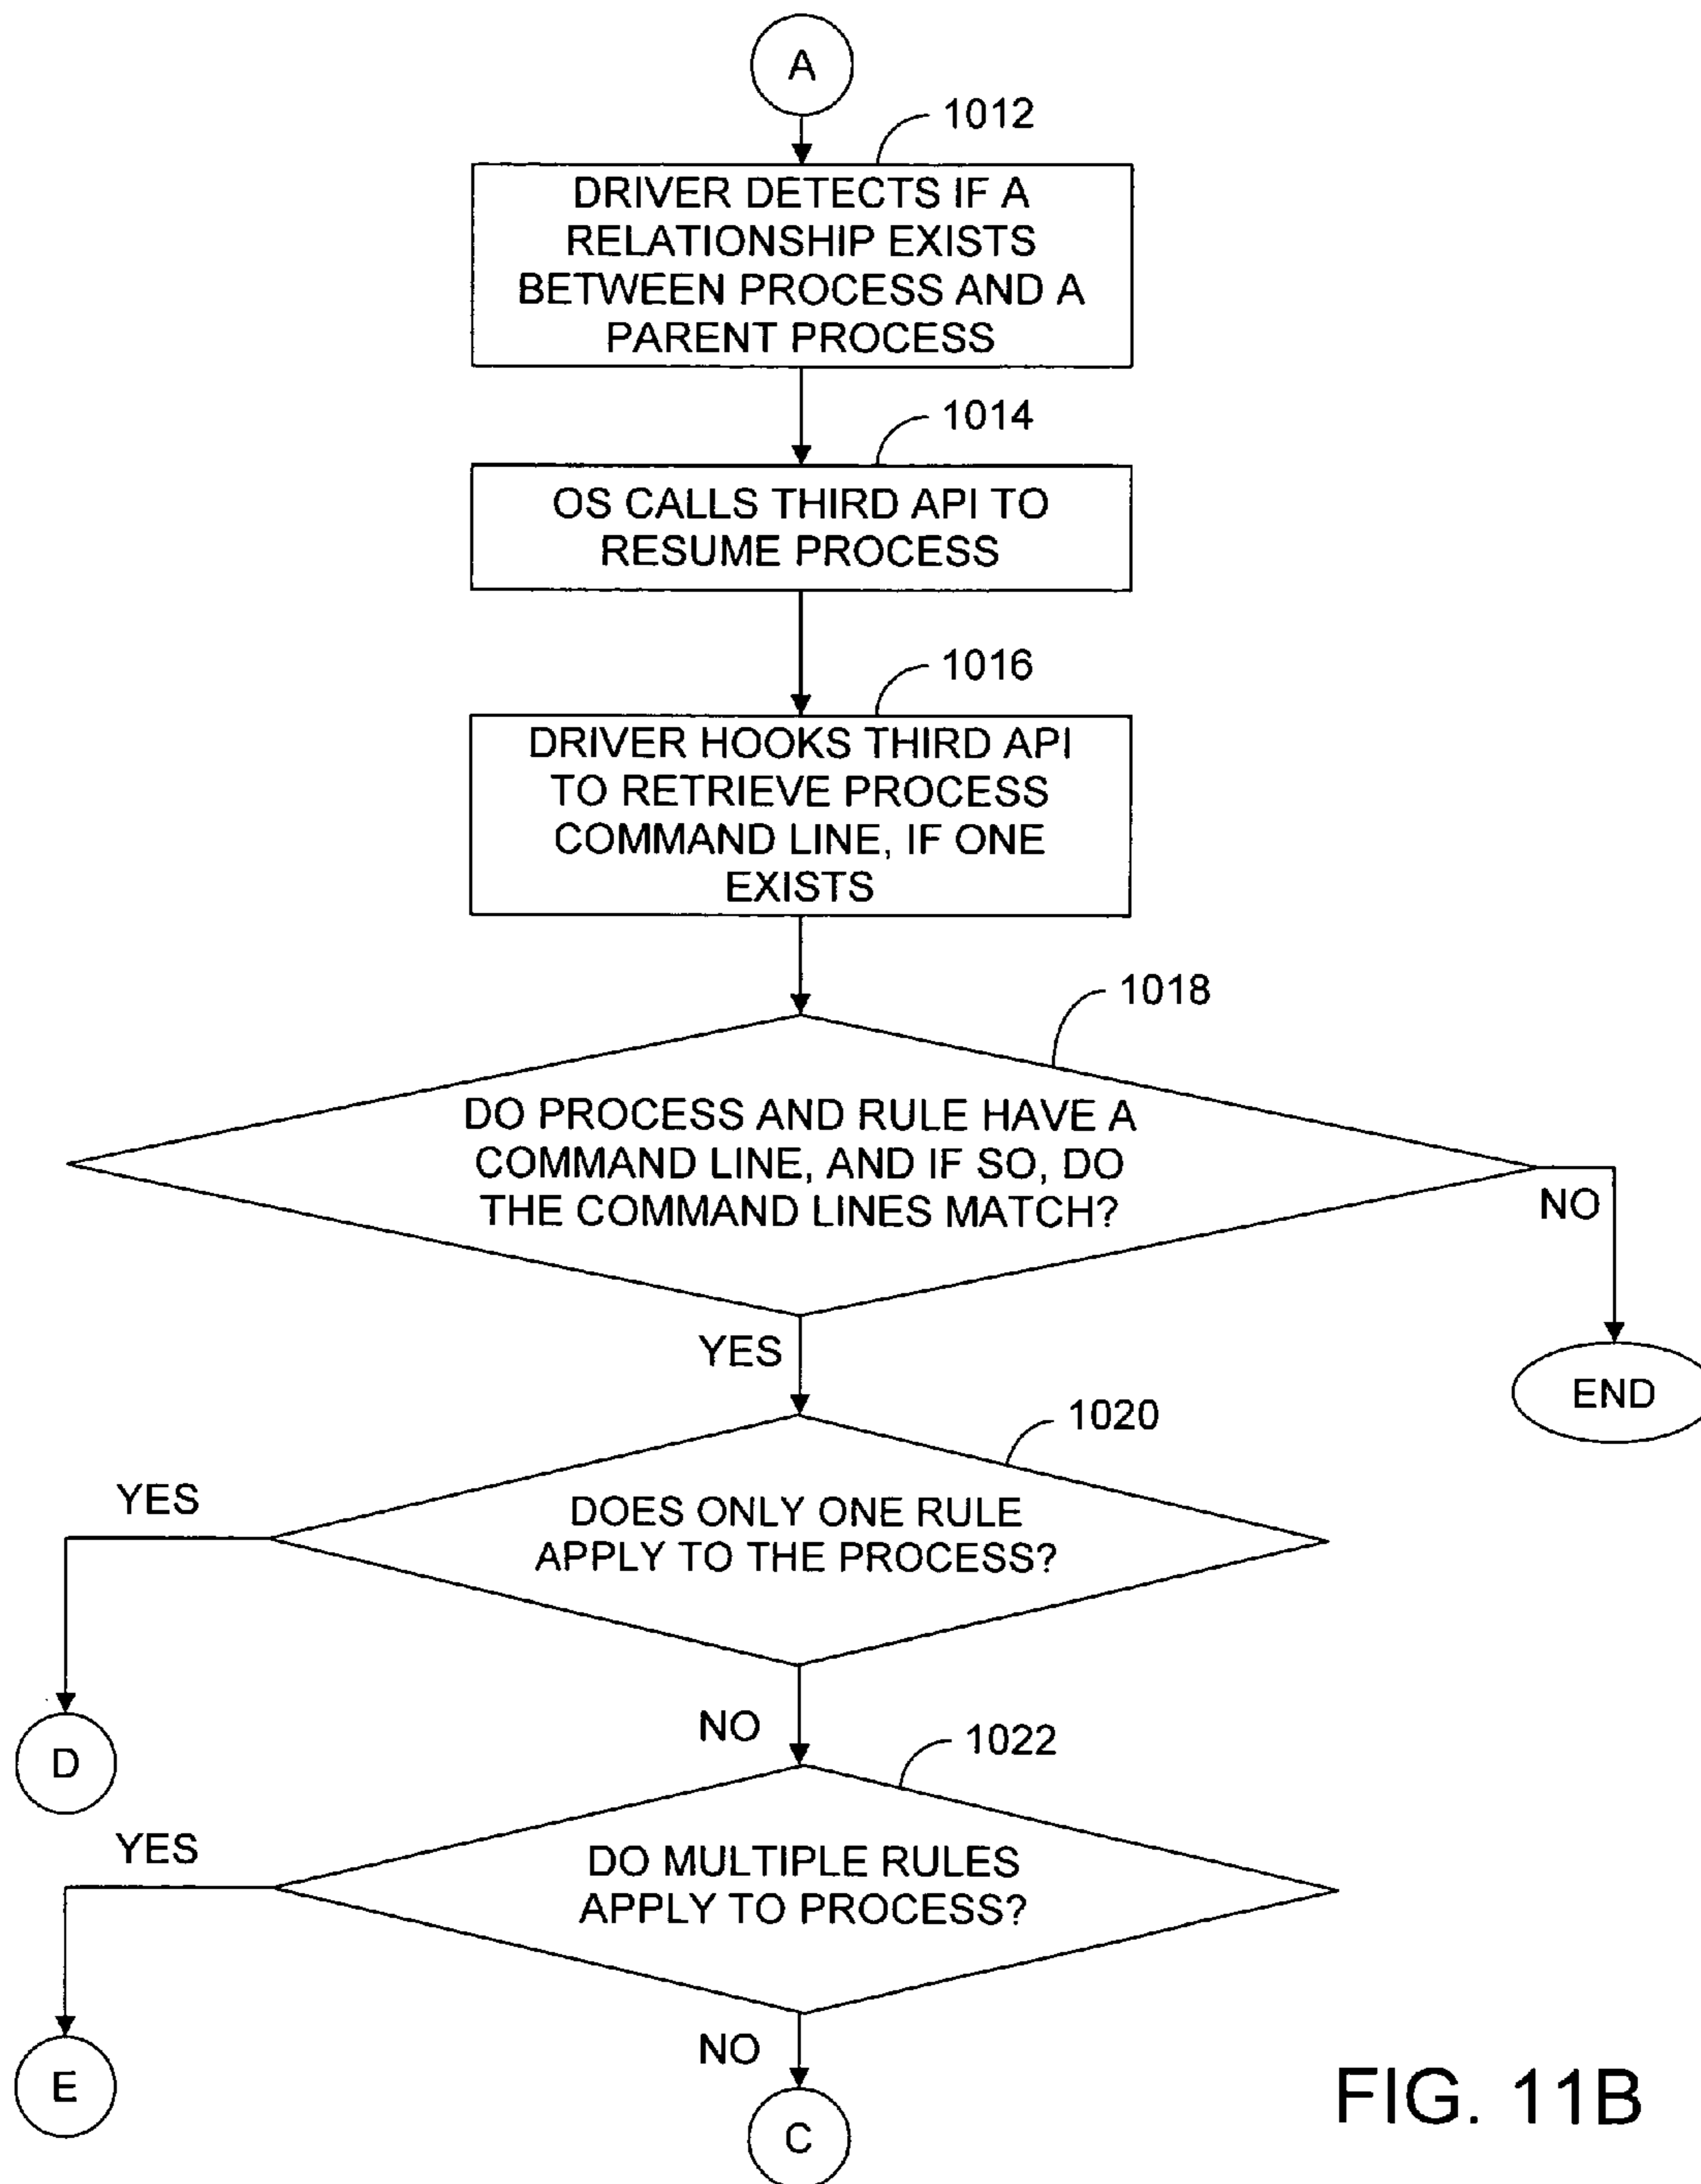 A
1012
DRIVER DETECTS IF A
RELATIONSHIP EXISTS
BETWEEN PROCESS AND A
PARENT PROCESS
1014
OS CALLS THIRD API TO
RESUME PROCESS
1016
DRIVER HOOKS THIRD API
TO RETRIEVE PROCESS
COMMAND LINE, IF ONE
EXISTS
1018
DO PROCESS AND RULE HAVE A
COMMAND LINE, AND IF SO, DO
THE COMMAND LINES MATCH?
NO
YES
END
1020
YES
DOES ONLY ONE RULE
APPLY TO THE PROCESS?
NO
D
1022
YES
DO MULTIPLE RULES
APPLY TO PROCESS?
NO
E
C
FIG. 11B